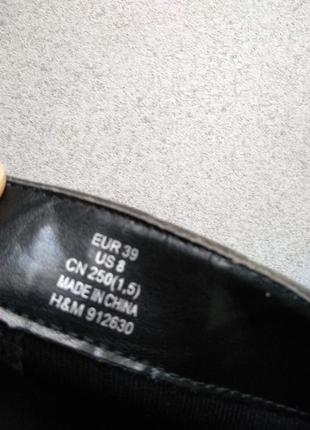 EUR 39
US 8
CN 250(1.5)
MADE IN CHINA
H&M 912630